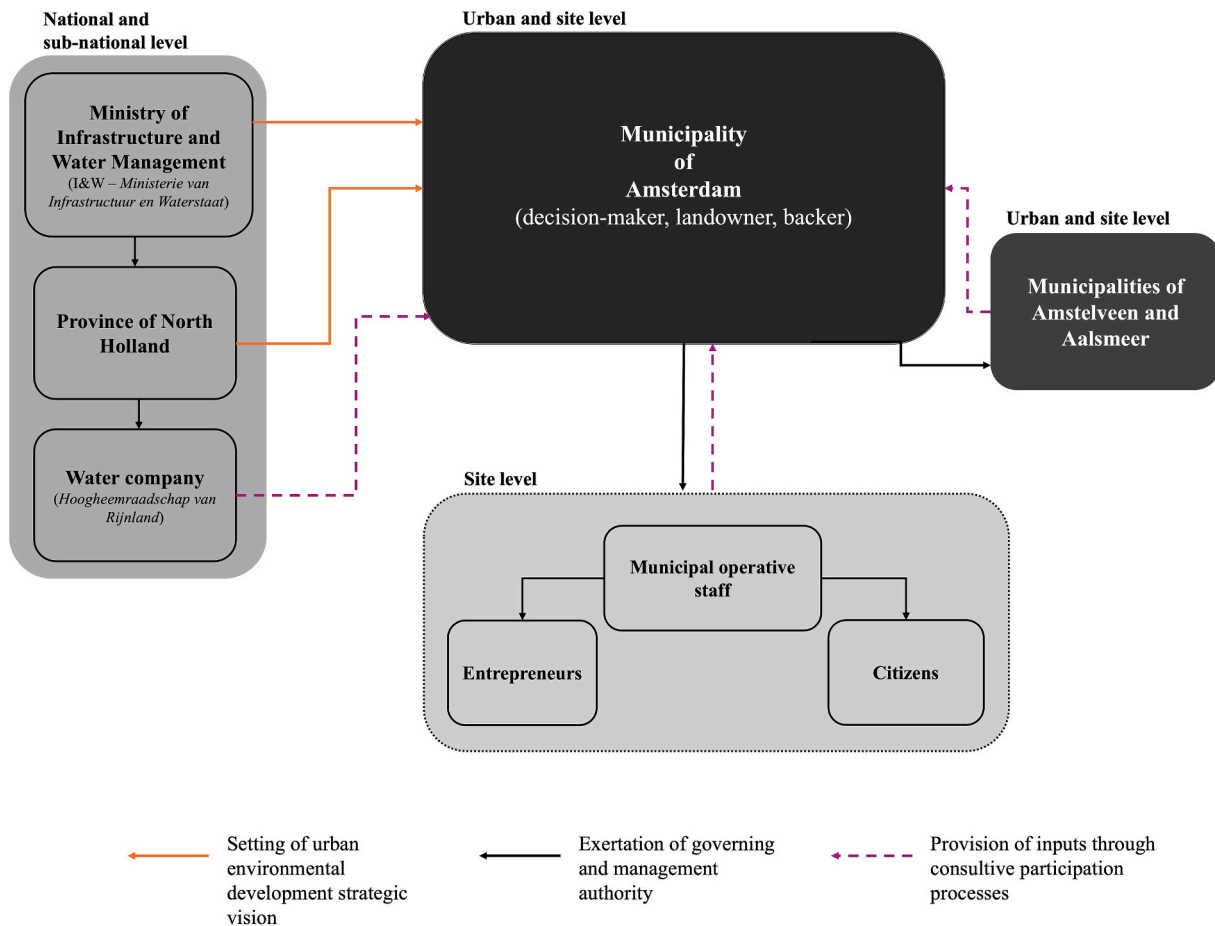 National and
sub-national level
Ministry of
Infrastructure and
Water Management
(I&W – Ministerie van
Infrastructuur en Waterstaat)
Province of North
Holland
Water company
(Hoogheemraadschap van
Rijnland)
Urban and site level
Municipality
of
Amsterdam
(decision-maker, landowner, backer)
Urban and site level
Municipalities of
Amstelveen and
Aalsmeer
Site level
Municipal operative
staff
Entrepreneurs
Citizens
Setting of urban
environmental
development strategic
vision
Exertation of governing
and management
authority
Provision of inputs through
consultive participation
processes